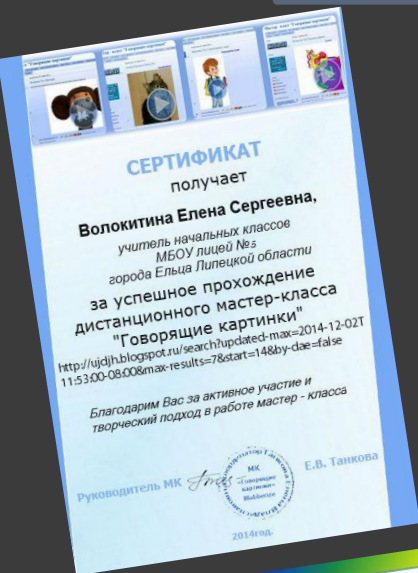 СЕРТИФИКАТ
получает
Волокитина Елена Сергеевна,
учитель начальных классов
МБОУ лицей №5
города Ельца Липецкой области
за успешное прохождение
дистанционного мастер-класса
"Говорящие картинки"
http://ujdjh.blogspot.ru/search?updated-max=2014-12-02T
11:53:00-08:00&max-results=7&start=14&by-dae=false
Благодарим Вас за активное участие и
творческий подход в работе мастер - класса
Руководитель МК
МК
«Говорящие
картинки»
Blabberize
Е.В. Танкова
2014год.